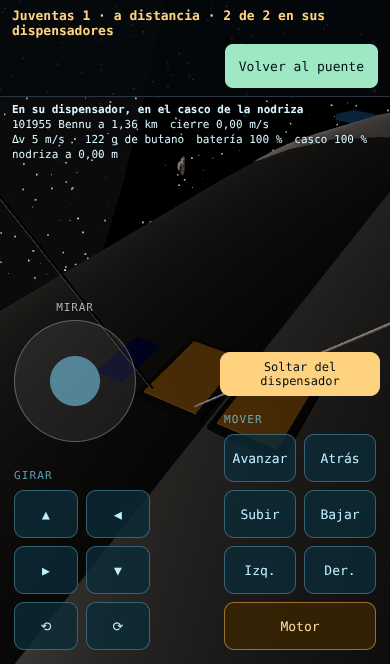 Juventas 1 · a distancia · 2 de 2 en sus
dispensadores
Volver al puente
En su dispensador, en el casco de la nodriza
101955 Bennu a 1,36 km cierre 0,00 m/s
Δv 5 m/s · 122 g de butano batería 100 % casco 100 %
nodriza a 0,00 m
MIRAR
Soltar del
dispensador
MOVER
Avanzar Atrás
GIRAR
▲ ◀ Subir Bajar
▶ ▼ Izq. Der.
⟲ ⟳ Motor